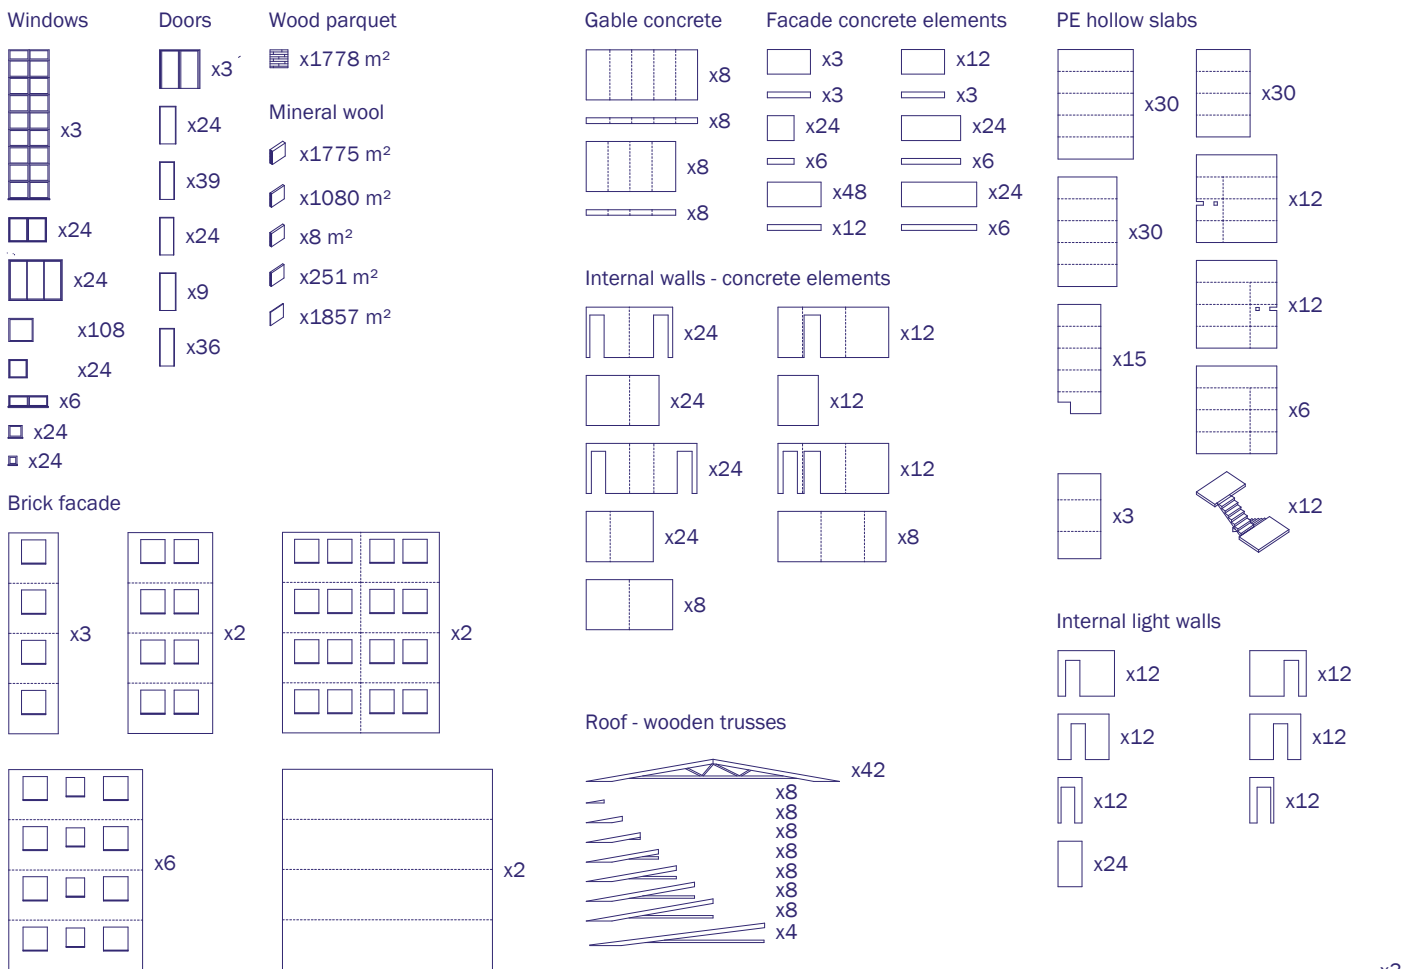 Windows
x3
x24
x24
x108
x24
x6
x24
x24
Doors
x3
x24
x39
x24
x9
x36
Wood parquet
x1778 m²
Mineral wool
x1775 m²
x1080 m²
x8 m²
x251 m²
x1857 m²
Brick facade
x3
x2
x2
x6
x2
Gable concrete
x8
x8
x8
x8
Facade concrete elements
x3
x12
x3
x3
x24
x24
x6
x6
x48
x24
x12
x6
Internal walls - concrete elements
x24
x12
x24
x12
x24
x12
x24
x8
x8
Roof - wooden trusses
x42
x8
x8
x8
x8
x8
x8
x8
x4
PE hollow slabs
x30
x30
x12
x30
x12
x15
x6
x3
x12
Internal light walls
x12
x12
x12
x12
x12
x12
x24